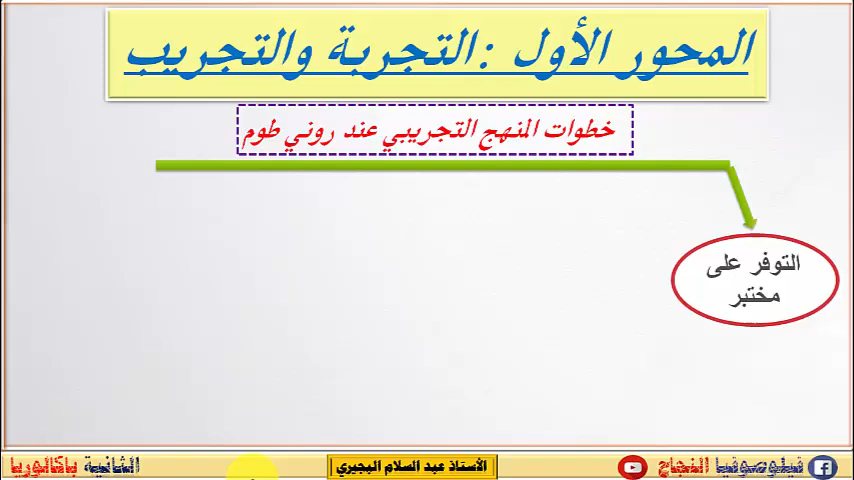 المحور الأول :التجربة والتجريب
خطوات المنهج التجريبي عند روني طوم
التوفر على
مختبر
فيلوصوفيا النجاح
الأستاذ عبد السلام البجيري
الثانية باكالوريا